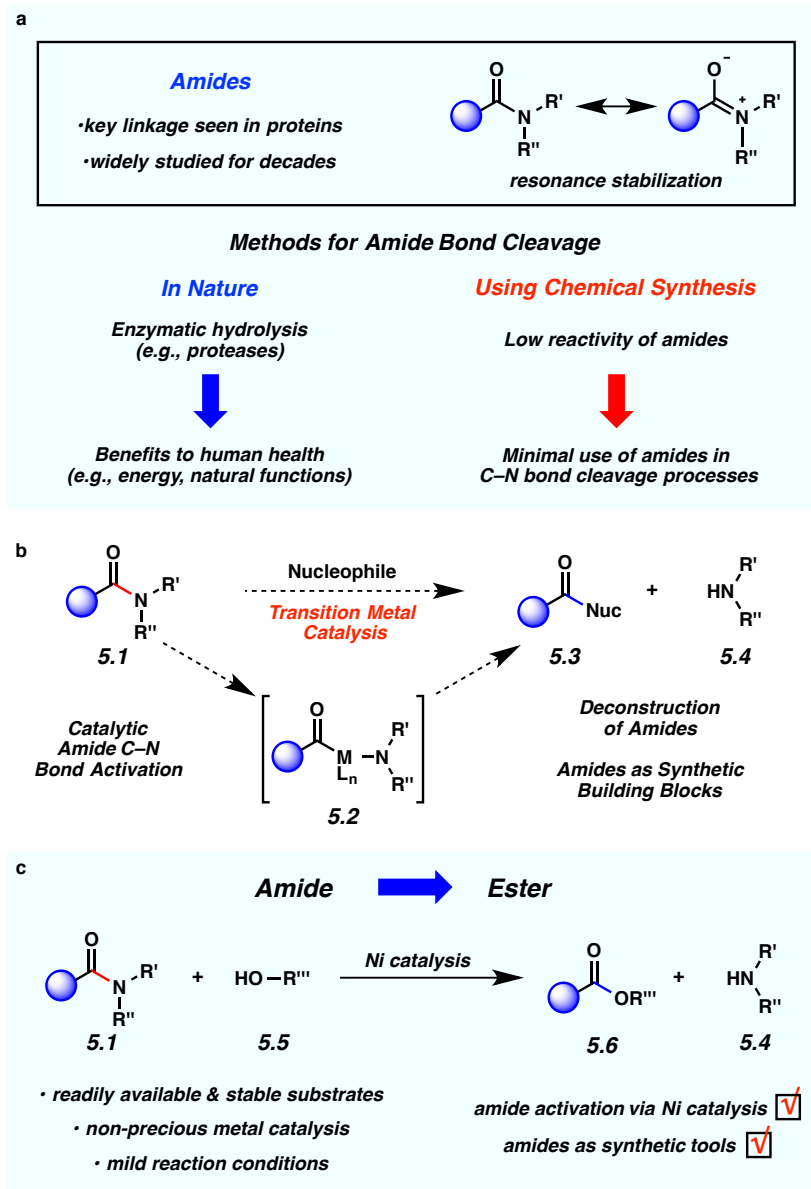 a
Amides
•key linkage seen in proteins
•widely studied for decades
O
N
R'
R''
O
–
N
+
R'
R''
resonance stabilization
Methods for Amide Bond Cleavage
In Nature
Using Chemical Synthesis
Enzymatic hydrolysis
(e.g., proteases)
Low reactivity of amides
Benefits to human health
(e.g., energy, natural functions)
Minimal use of amides in
C–N bond cleavage processes
b
O
N
R'
R''
5.1
Nucleophile
Transition Metal
Catalysis
O
Nuc
5.3
+
HN
R'
R''
5.4
Catalytic
Amide C–N
Bond Activation
O
M
Ln
N
R'
R''
5.2
Deconstruction
of Amides
Amides as Synthetic
Building Blocks
c
Amide
Ester
O
N
R'
R''
5.1
+
HO–R'''
5.5
Ni catalysis
O
OR'''
5.6
+
HN
R'
R''
5.4
• readily available & stable substrates
• non-precious metal catalysis
• mild reaction conditions
amide activation via Ni catalysis √
amides as synthetic tools √